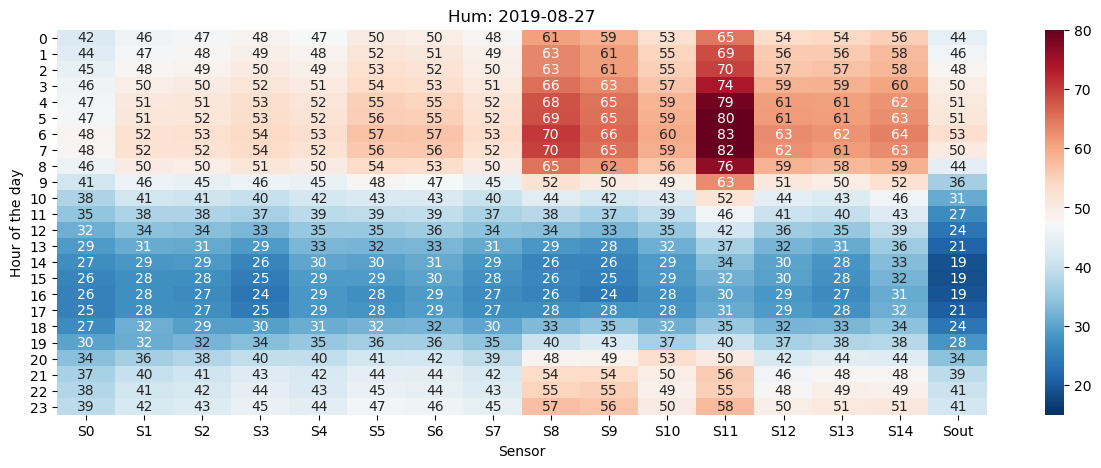 Hum: 2019-08-27
Hour of the day
0 42 46 47 48 47 50 50 48 61 59 53 65 54 54 56 44
1 44 47 48 49 48 52 51 49 63 61 55 69 56 56 58 46
2 45 48 49 50 49 53 52 50 63 61 55 70 57 57 58 48
3 46 50 50 52 51 54 53 51 66 63 57 74 59 59 60 50
4 47 51 51 53 52 55 55 52 68 65 59 79 61 61 62 51
5 47 51 52 53 52 56 55 52 69 65 59 80 61 61 63 51
6 48 52 53 54 53 57 57 53 70 66 60 83 63 62 64 53
7 48 52 52 54 52 56 56 52 70 65 59 82 62 61 63 50
8 46 50 50 51 50 54 53 50 65 62 56 76 59 58 59 44
9 41 46 45 46 45 48 47 45 52 50 49 63 51 50 52 36
10 38 41 41 40 42 43 43 40 44 42 43 52 44 43 46 31
11 35 38 38 37 39 39 39 37 38 37 39 46 41 40 43 27
12 32 34 34 33 35 35 36 34 34 33 35 42 36 35 39 24
13 29 31 31 29 33 32 33 31 29 28 32 37 32 31 36 21
14 27 29 29 26 30 30 31 29 26 26 29 34 30 28 33 19
15 26 28 28 25 29 29 30 28 26 25 29 32 30 28 32 19
16 26 28 27 24 29 28 29 27 26 24 28 30 29 27 31 19
17 25 28 27 25 29 28 29 27 28 28 28 31 29 28 32 21
18 27 32 29 30 31 32 32 30 33 35 32 35 32 33 34 24
19 30 32 32 34 35 36 36 35 40 43 37 40 37 38 38 28
20 34 36 38 40 40 41 42 39 48 49 53 50 42 44 44 34
21 37 40 41 43 42 44 44 42 54 54 50 56 46 48 48 39
22 38 41 42 44 43 45 44 43 55 55 49 55 48 49 49 41
23 39 42 43 45 44 47 46 45 57 56 50 58 50 51 51 41
S0 S1 S2 S3 S4 S5 S6 S7 S8 S9 S10 S11 S12 S13 S14 Sout
Sensor
80
70
60
50
40
30
20